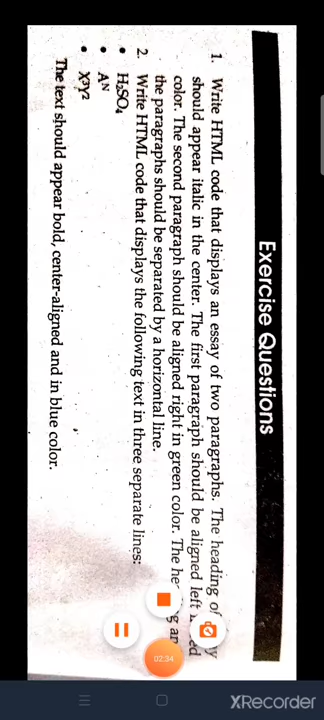 Exercise Questions
1. Write HTML code that displays an essay of two paragraphs. The heading of
should appear italic in the center. The first paragraph should be aligned left
color. The second paragraph should be aligned right in green color. The
the paragraphs should be separated by a horizontal line.
2. Write HTML code that displays the following text in three separate lines:
• H₂SO₄
• Aᴺ
• X³Y²
The text should appear bold, center-aligned and in blue color.
02:34
XRecorder